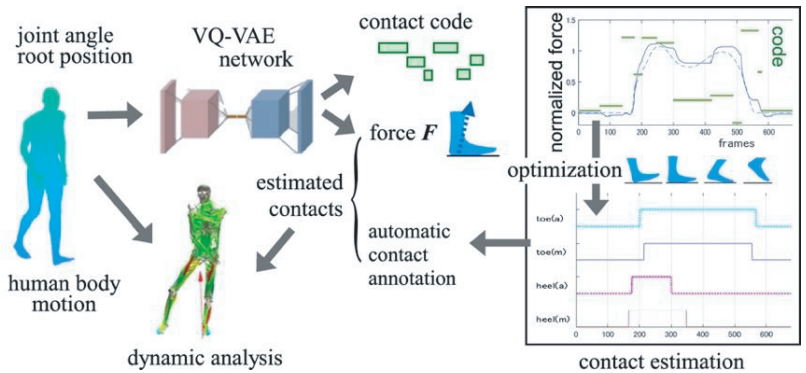 joint angle
root position
VQ-VAE
network
contact code
force F
estimated
contacts
automatic
contact
annotation
human body
motion
dynamic analysis
normalized force
1.5
1
0.5
0
code
0
100
200
300
400
500
600
frames
optimization
toe(a)
toe(m)
heel(a)
heel(m)
0
100
200
300
400
500
600
contact estimation